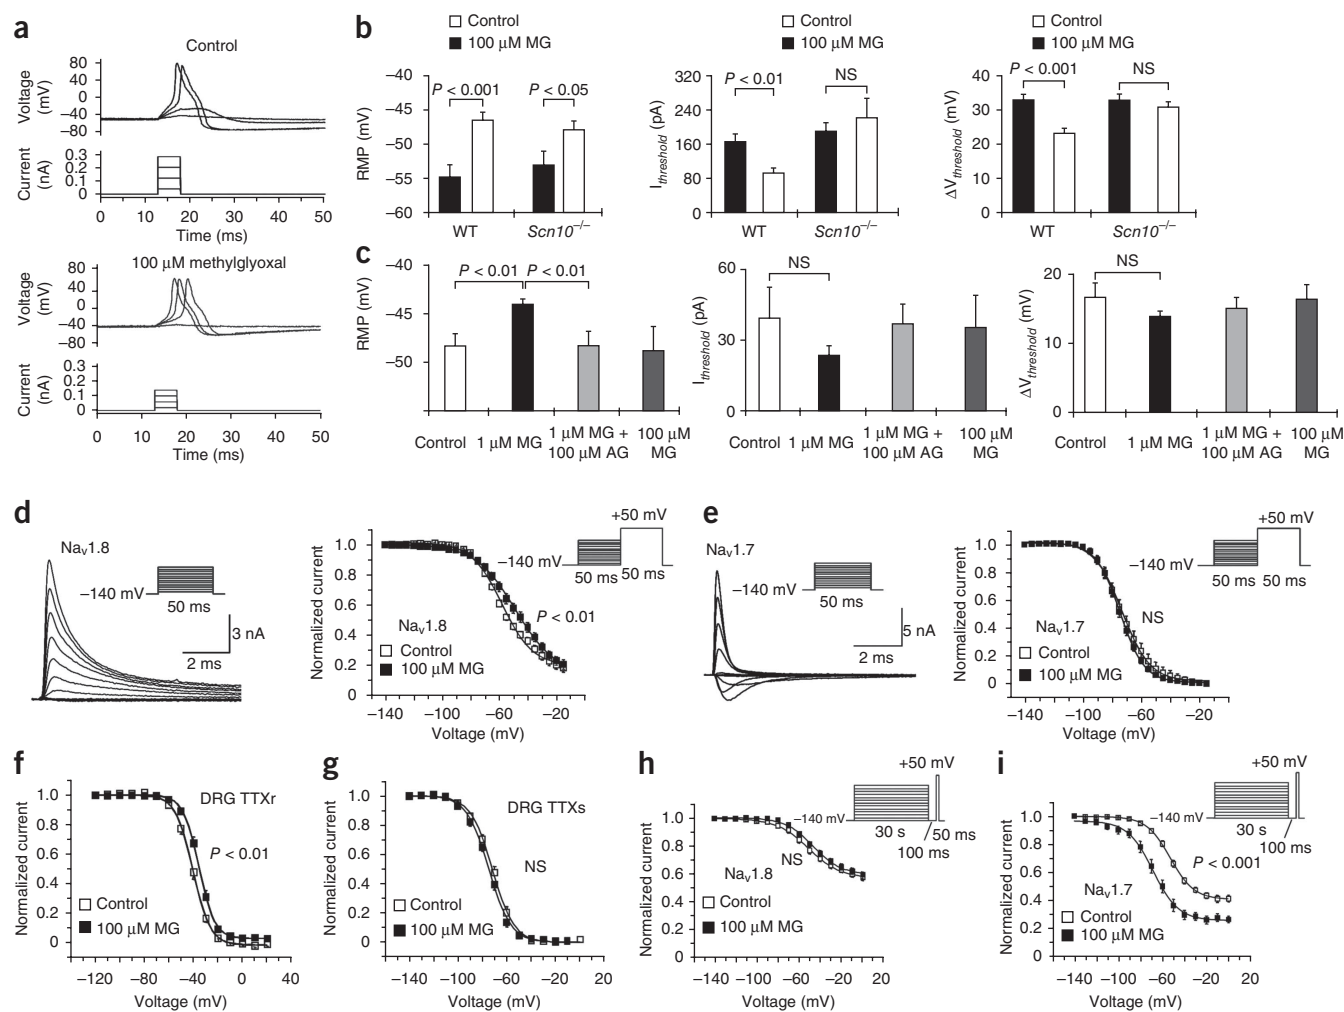 a
Control
Voltage
(mV)
80
40
0
–40
–80
Current
(nA)
0.3
0.2
0.1
0
0 10 20 30 40 50
Time (ms)
100 µM methylglyoxal
Voltage
(mV)
80
40
0
–40
–80
Current
(nA)
0.3
0.2
0.1
0
0 10 20 30 40 50
Time (ms)
b
Control
100 µM MG
RMP (mV)
–40
–45
–50
–55
–60
P < 0.001
P < 0.05
WT Scn10–/–
Control
100 µM MG
Ithreshold (pA)
320
240
160
80
0
P < 0.01
NS
WT Scn10–/–
Control
100 µM MG
ΔVthreshold (mV)
40
30
20
10
0
P < 0.001
NS
WT Scn10–/–
c
RMP (mV)
–40
–45
–50
P < 0.01 P < 0.01
Control 1 µM MG 1 µM MG + 100 µM
100 µM AG MG
Ithreshold (pA)
60
30
0
NS
Control 1 µM MG 1 µM MG + 100 µM
100 µM AG MG
ΔVthreshold (mV)
20
10
0
NS
Control 1 µM MG 1 µM MG + 100 µM
100 µM AG MG
d
Nav1.8
–140 mV
50 ms
3 nA
2 ms
Normalized current
1.0
0.8
0.6
0.4
0.2
0
+50 mV
–140 mV
50 ms 50 ms
P < 0.01
Nav1.8
Control
100 µM MG
–140 –100 –60 –20
Voltage (mV)
e
Nav1.7
–140 mV
50 ms
5 nA
2 ms
Normalized current
1.0
0.8
0.6
0.4
0.2
0
+50 mV
–140 mV
50 ms 50 ms
NS
Nav1.7
Control
100 µM MG
–140 –100 –60 –20
Voltage (mV)
f
Normalized current
1.0
0.8
0.6
0.4
0.2
0
DRG TTXr
P < 0.01
Control
100 µM MG
–120 –80 –40 0 40
Voltage (mV)
g
Normalized current
1.0
0.8
0.6
0.4
0.2
0
DRG TTXs
NS
Control
100 µM MG
–140 –100 –60 –20 20
Voltage (mV)
h
Normalized current
1.0
0.8
0.6
0.4
0.2
0
+50 mV
–140 mV
30 s 50 ms
100 ms
NS
Nav1.8
Control
100 µM MG
–140 –100 –60 –20 20
Voltage (mV)
i
Normalized current
1.0
0.8
0.6
0.4
0.2
0
+50 mV
–140 mV
30 s 50 ms
100 ms
P < 0.001
Nav1.7
Control
100 µM MG
–140 –100 –60 –20 20
Voltage (mV)